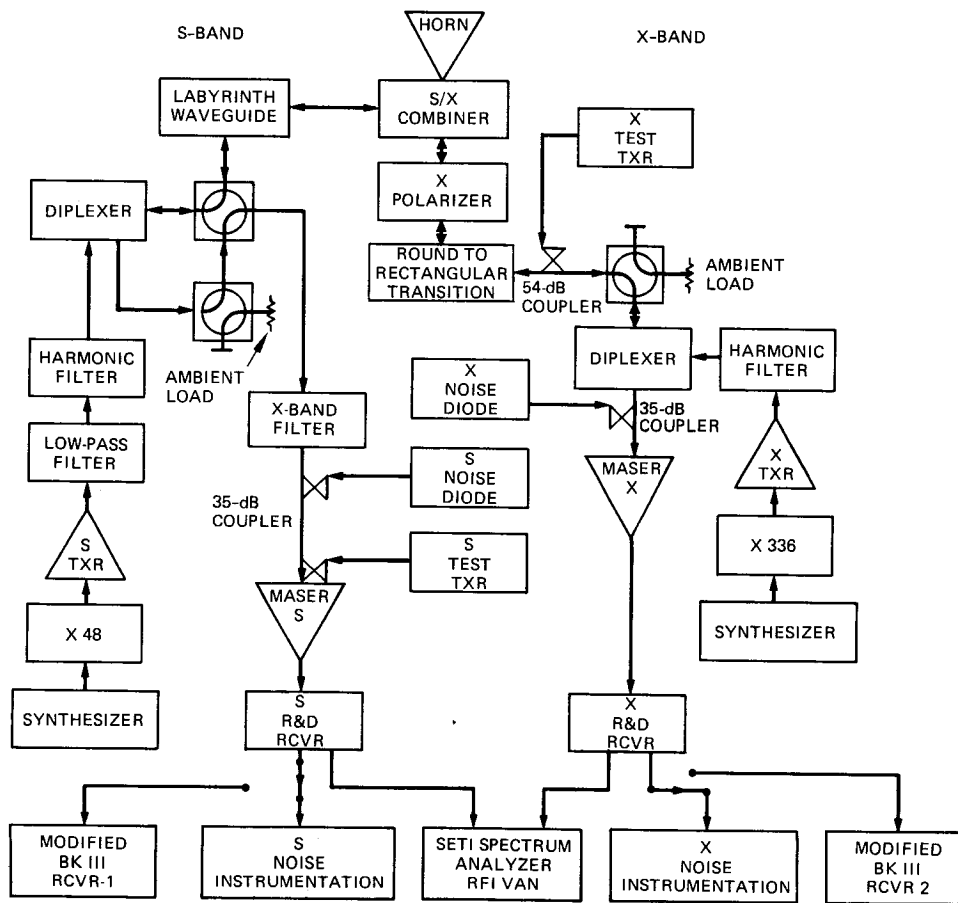 S-BAND
HORN
X-BAND
LABYRINTH
WAVEGUIDE
S/X
COMBINER
X
TEST
TXR
DIPLEXER
X
POLARIZER
ROUND TO
RECTANGULAR
TRANSITION
54-dB
COUPLER
AMBIENT
LOAD
HARMONIC
FILTER
AMBIENT
LOAD
DIPLEXER
HARMONIC
FILTER
X
NOISE
DIODE
35-dB
COUPLER
X-BAND
FILTER
LOW-PASS
FILTER
S
NOISE
DIODE
MASER
X
X
TXR
35-dB
COUPLER
S
TXR
S
TEST
TXR
X 336
MASER
S
X 48
SYNTHESIZER
SYNTHESIZER
S
R&D
RCVR
X
R&D
RCVR
MODIFIED
BK III
RCVR-1
S
NOISE
INSTRUMENTATION
SETI SPECTRUM
ANALYZER
RFI VAN
X
NOISE
INSTRUMENTATION
MODIFIED
BK III
RCVR 2